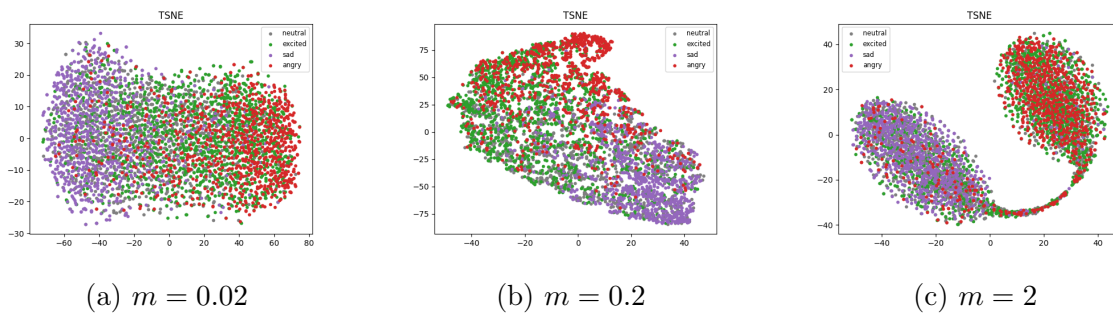 TSNE
neutral
excited
sad
angry
30
20
10
0
−10
−20
−30
−60
−40
−20
0
20
40
60
80
(a) m = 0.02
TSNE
neutral
excited
sad
angry
75
50
25
0
−25
−50
−75
−40
−20
0
20
40
(b) m = 0.2
TSNE
neutral
excited
sad
angry
40
20
0
−20
−40
−40
−20
0
20
40
(c) m = 2